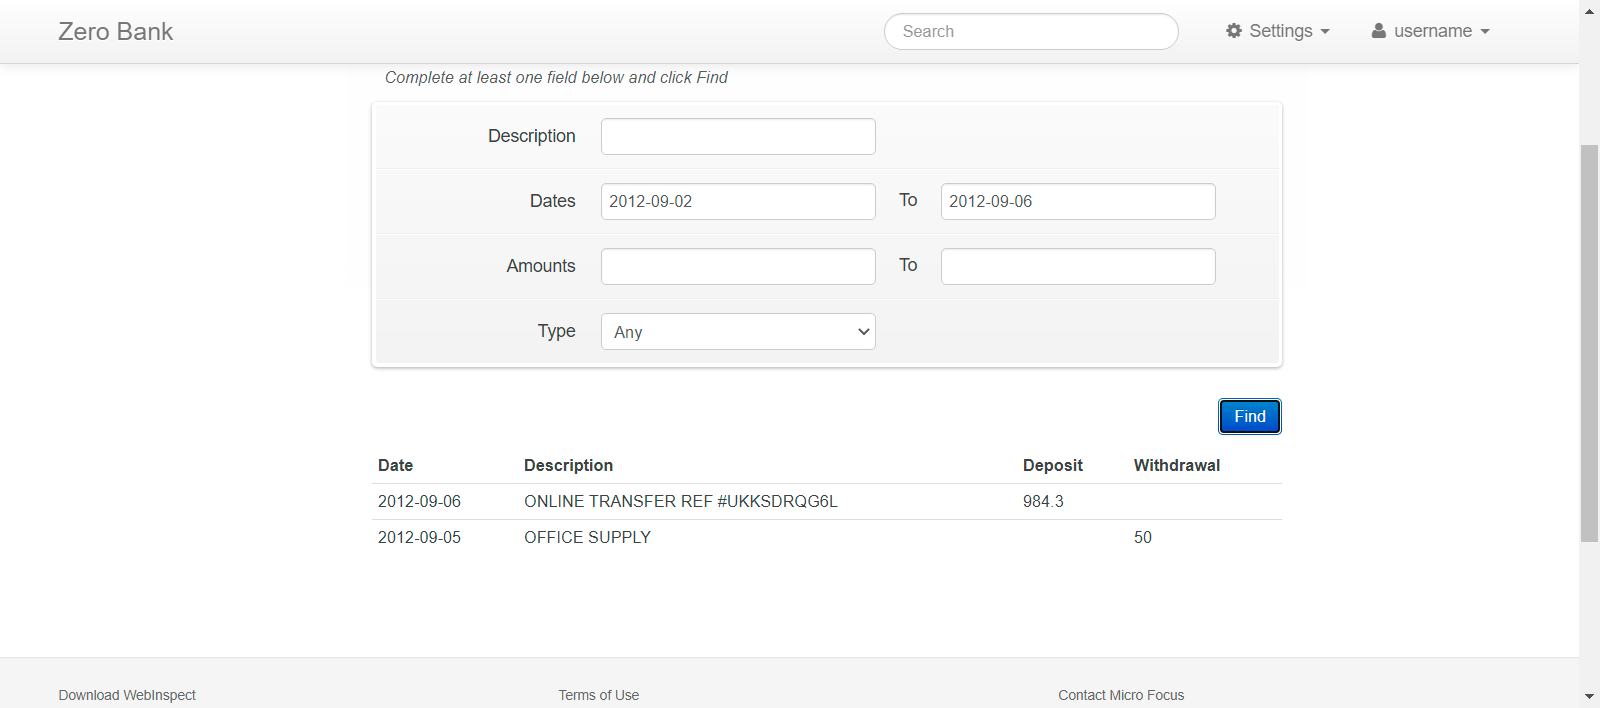 Zero Bank Search Settings username
Complete at least one field below and click Find
Description
Dates 2012-09-02 To 2012-09-06
Amounts To
Type Any
Find
Date Description Deposit Withdrawal
2012-09-06 ONLINE TRANSFER REF #UKKSDRQG6L 984.3
2012-09-05 OFFICE SUPPLY 50
Download WebInspect Terms of Use Contact Micro Focus